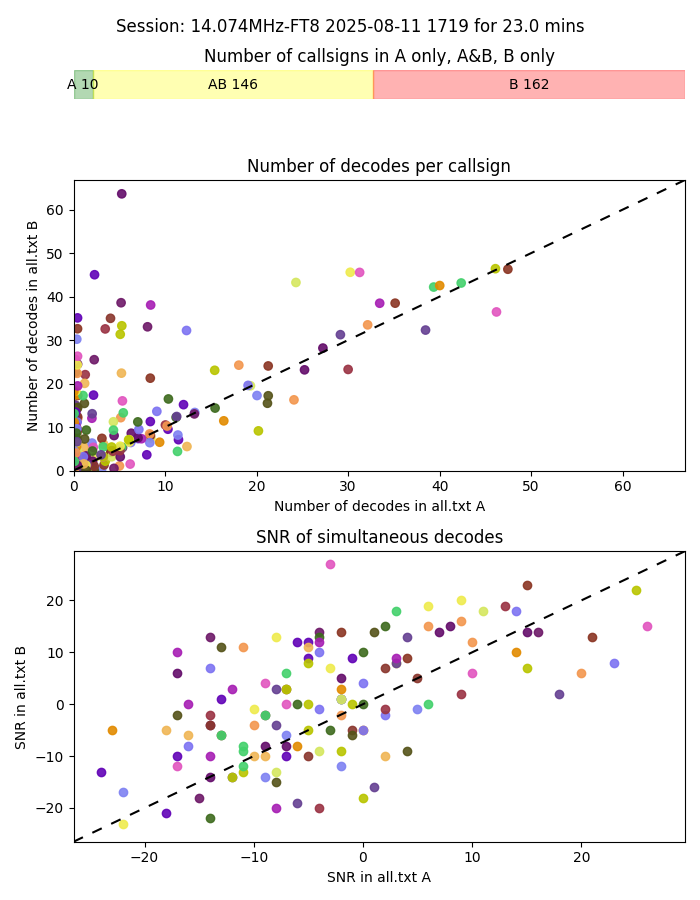 Session: 14.074MHz-FT8 2025-08-11 1719 for 23.0 mins
Number of callsigns in A only, A&B, B only
A 10 AB 146 B 162
Number of decodes per callsign
Number of decodes in all.txt B
60
50
40
30
20
10
0
0 10 20 30 40 50 60
Number of decodes in all.txt A
SNR of simultaneous decodes
SNR in all.txt B
20
10
0
−10
−20
−20 −10 0 10 20
SNR in all.txt A